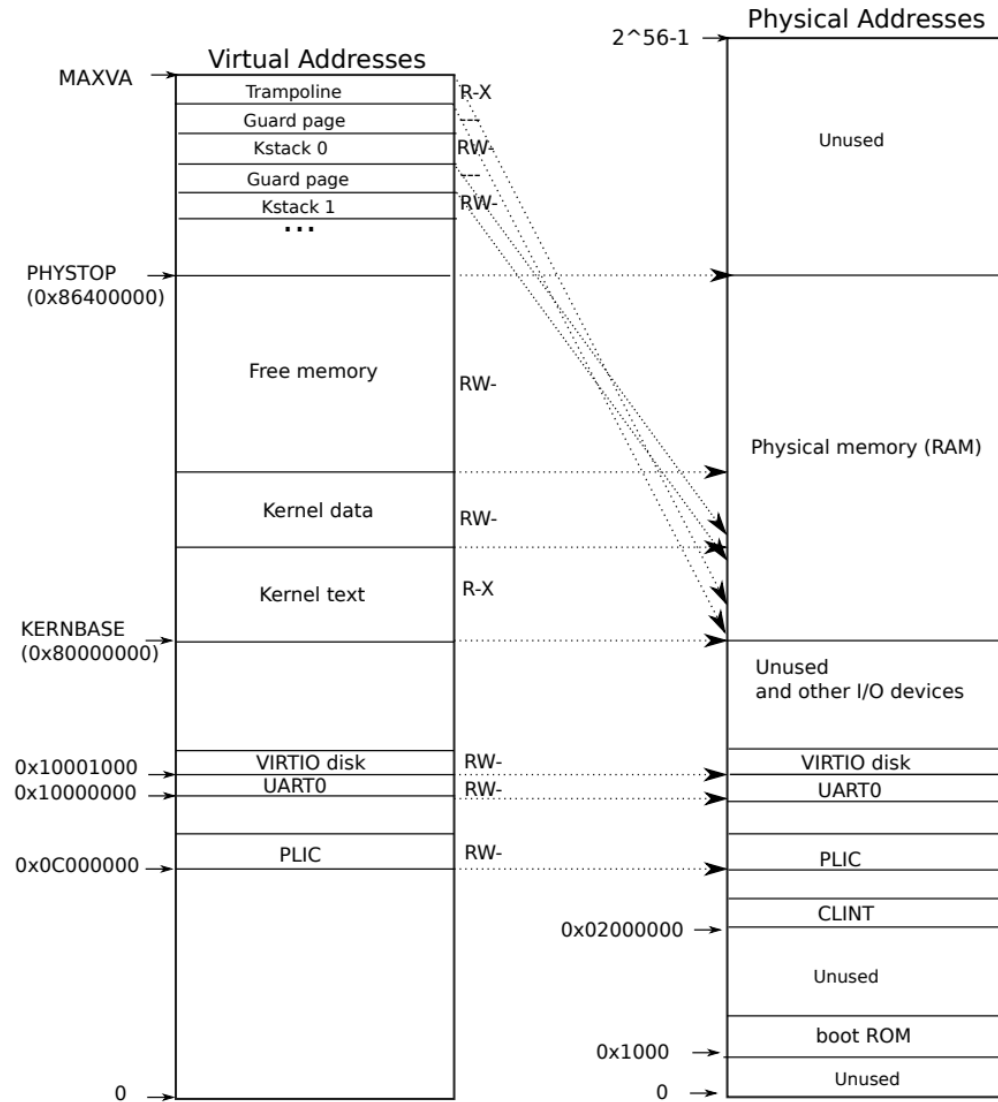 Virtual Addresses
MAXVA
Trampoline
R-X
Guard page
---
Kstack 0
RW-
Guard page
---
Kstack 1
RW-
...
PHYSTOP
(0x86400000)
Free memory
RW-
Kernel data
RW-
Kernel text
R-X
KERNBASE
(0x80000000)
0x10001000
VIRTIO disk
RW-
0x10000000
UART0
RW-
0x0C000000
PLIC
RW-
0
Physical Addresses
2^56-1
Unused
Physical memory (RAM)
Unused
and other I/O devices
VIRTIO disk
UART0
PLIC
CLINT
0x02000000
Unused
boot ROM
0x1000
Unused
0